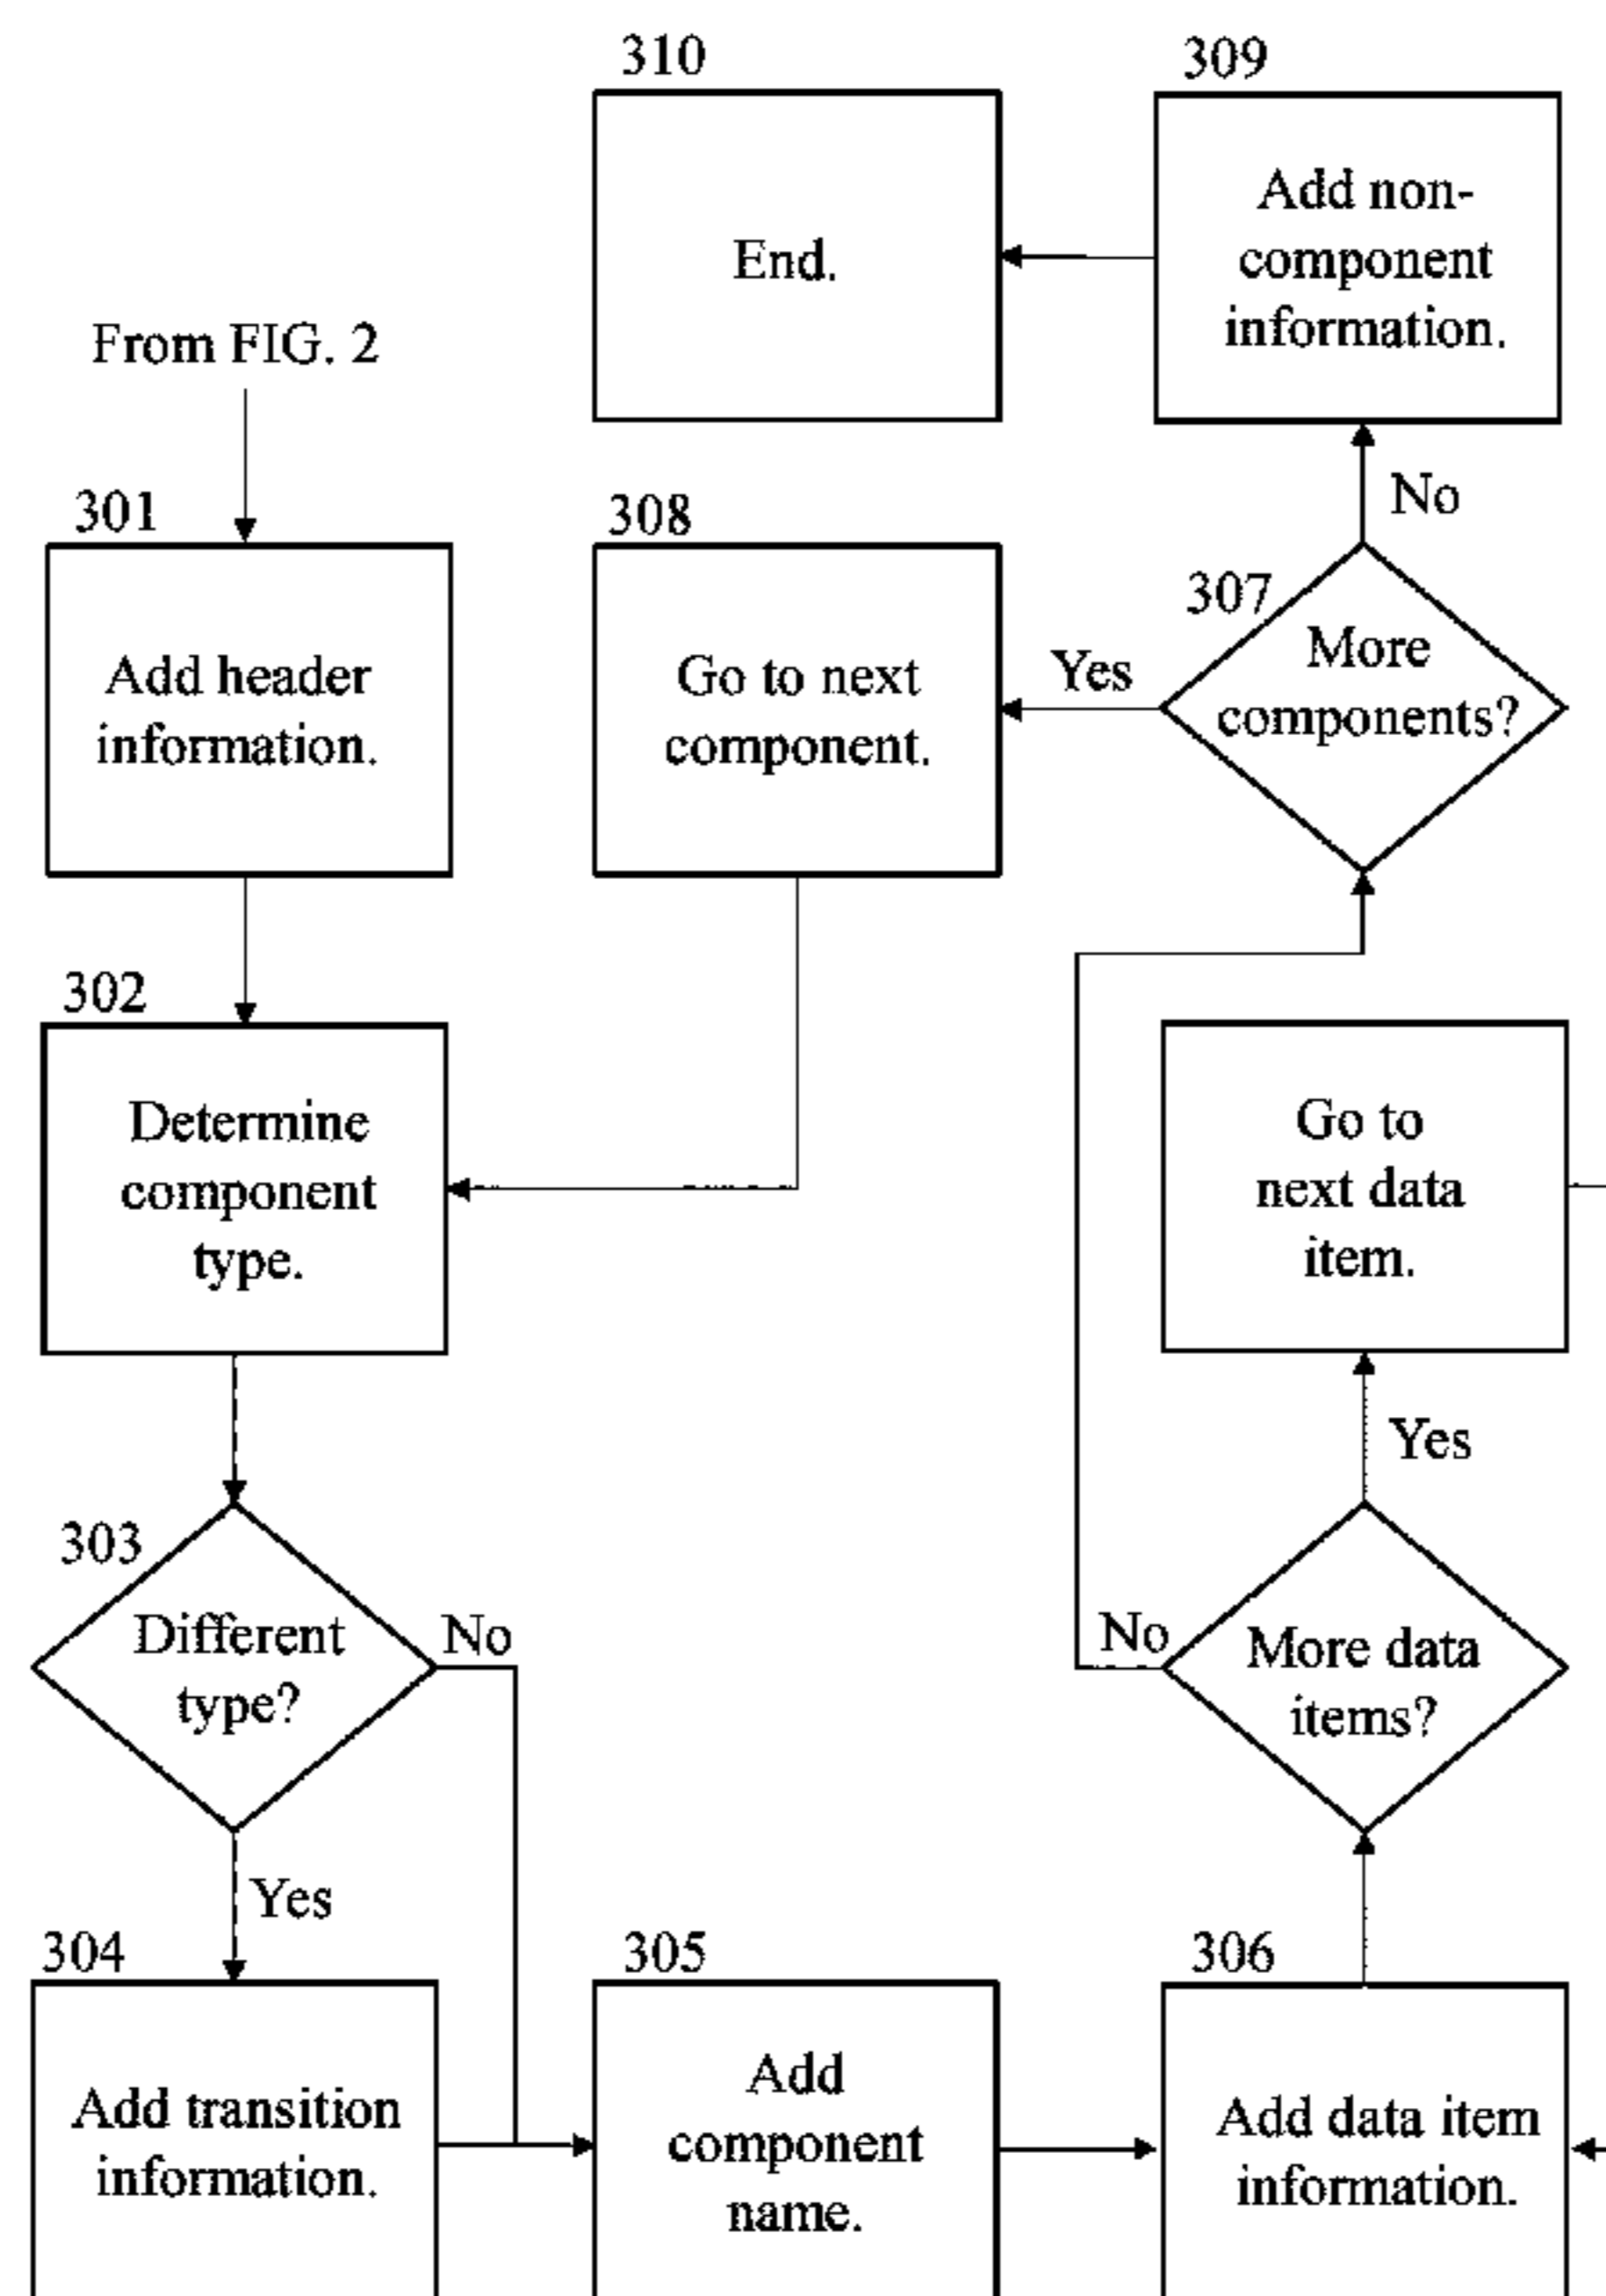 310
309
End.
Add non-
component
information.
From FIG. 2
No
301
308
307
Add header
information.
Go to next
component.
Yes
More
components?
302
Determine
component
type.
Go to
next data
item.
Yes
303
Different
type?
No
No
More data
items?
Yes
304
305
306
Add transition
information.
Add
component
name.
Add data item
information.